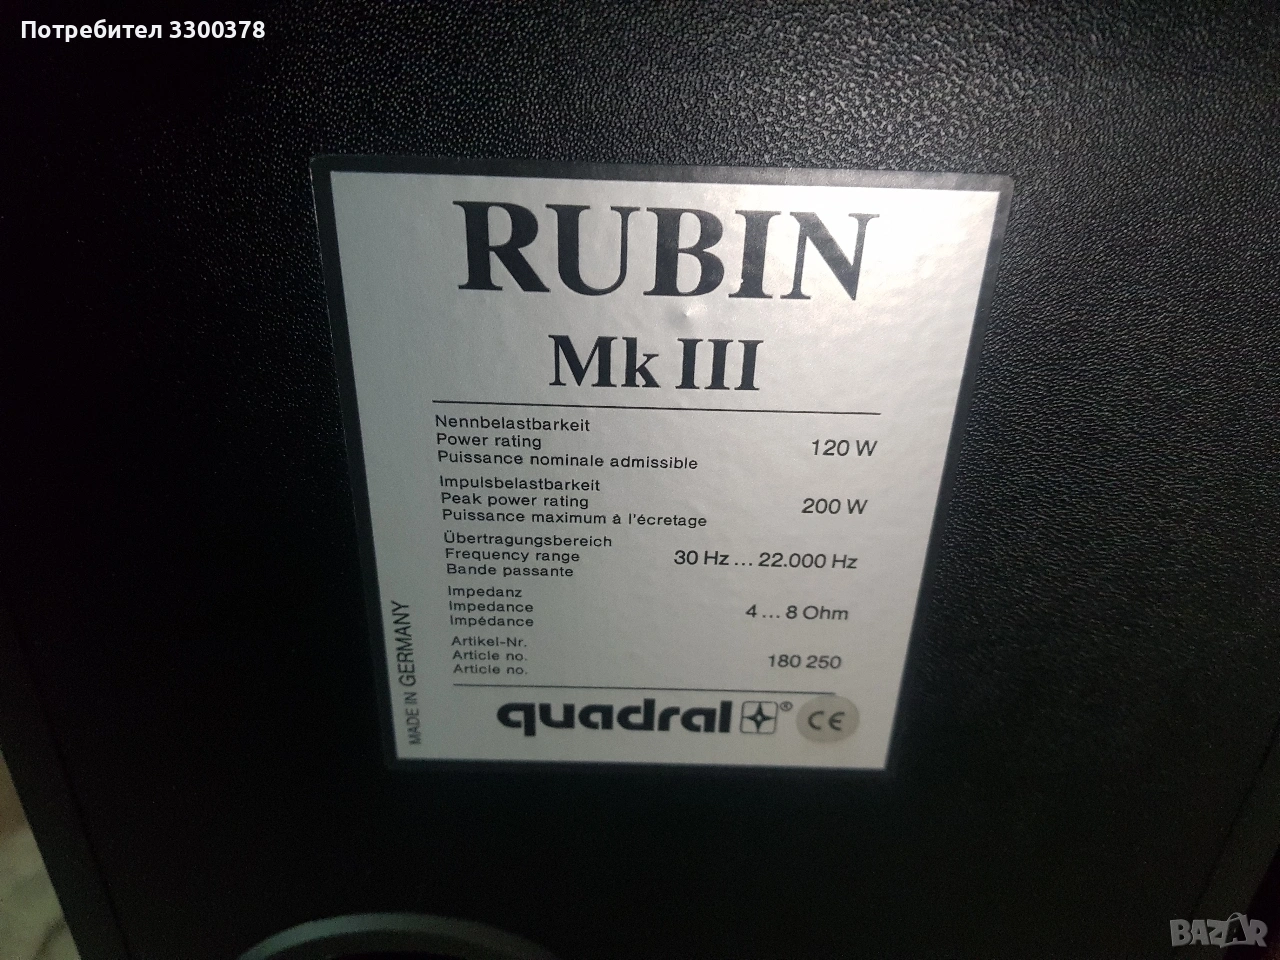 Потребител 3300378
RUBIN
Mk III
Nennbelastbarkeit
Power rating
Puissance nominale admissible
120 W
Impulsbelastbarkeit
Peak power rating
Puissance maximum à l'écretage
200 W
Übertragungsbereich
Frequency range
Bande passante
30 Hz ... 22.000 Hz
Impedanz
Impedance
Impédance
4 ... 8 Ohm
Artikel-Nr.
Article no.
Article no.
180 250
MADE IN GERMANY
quadral ® CE
BAZAR